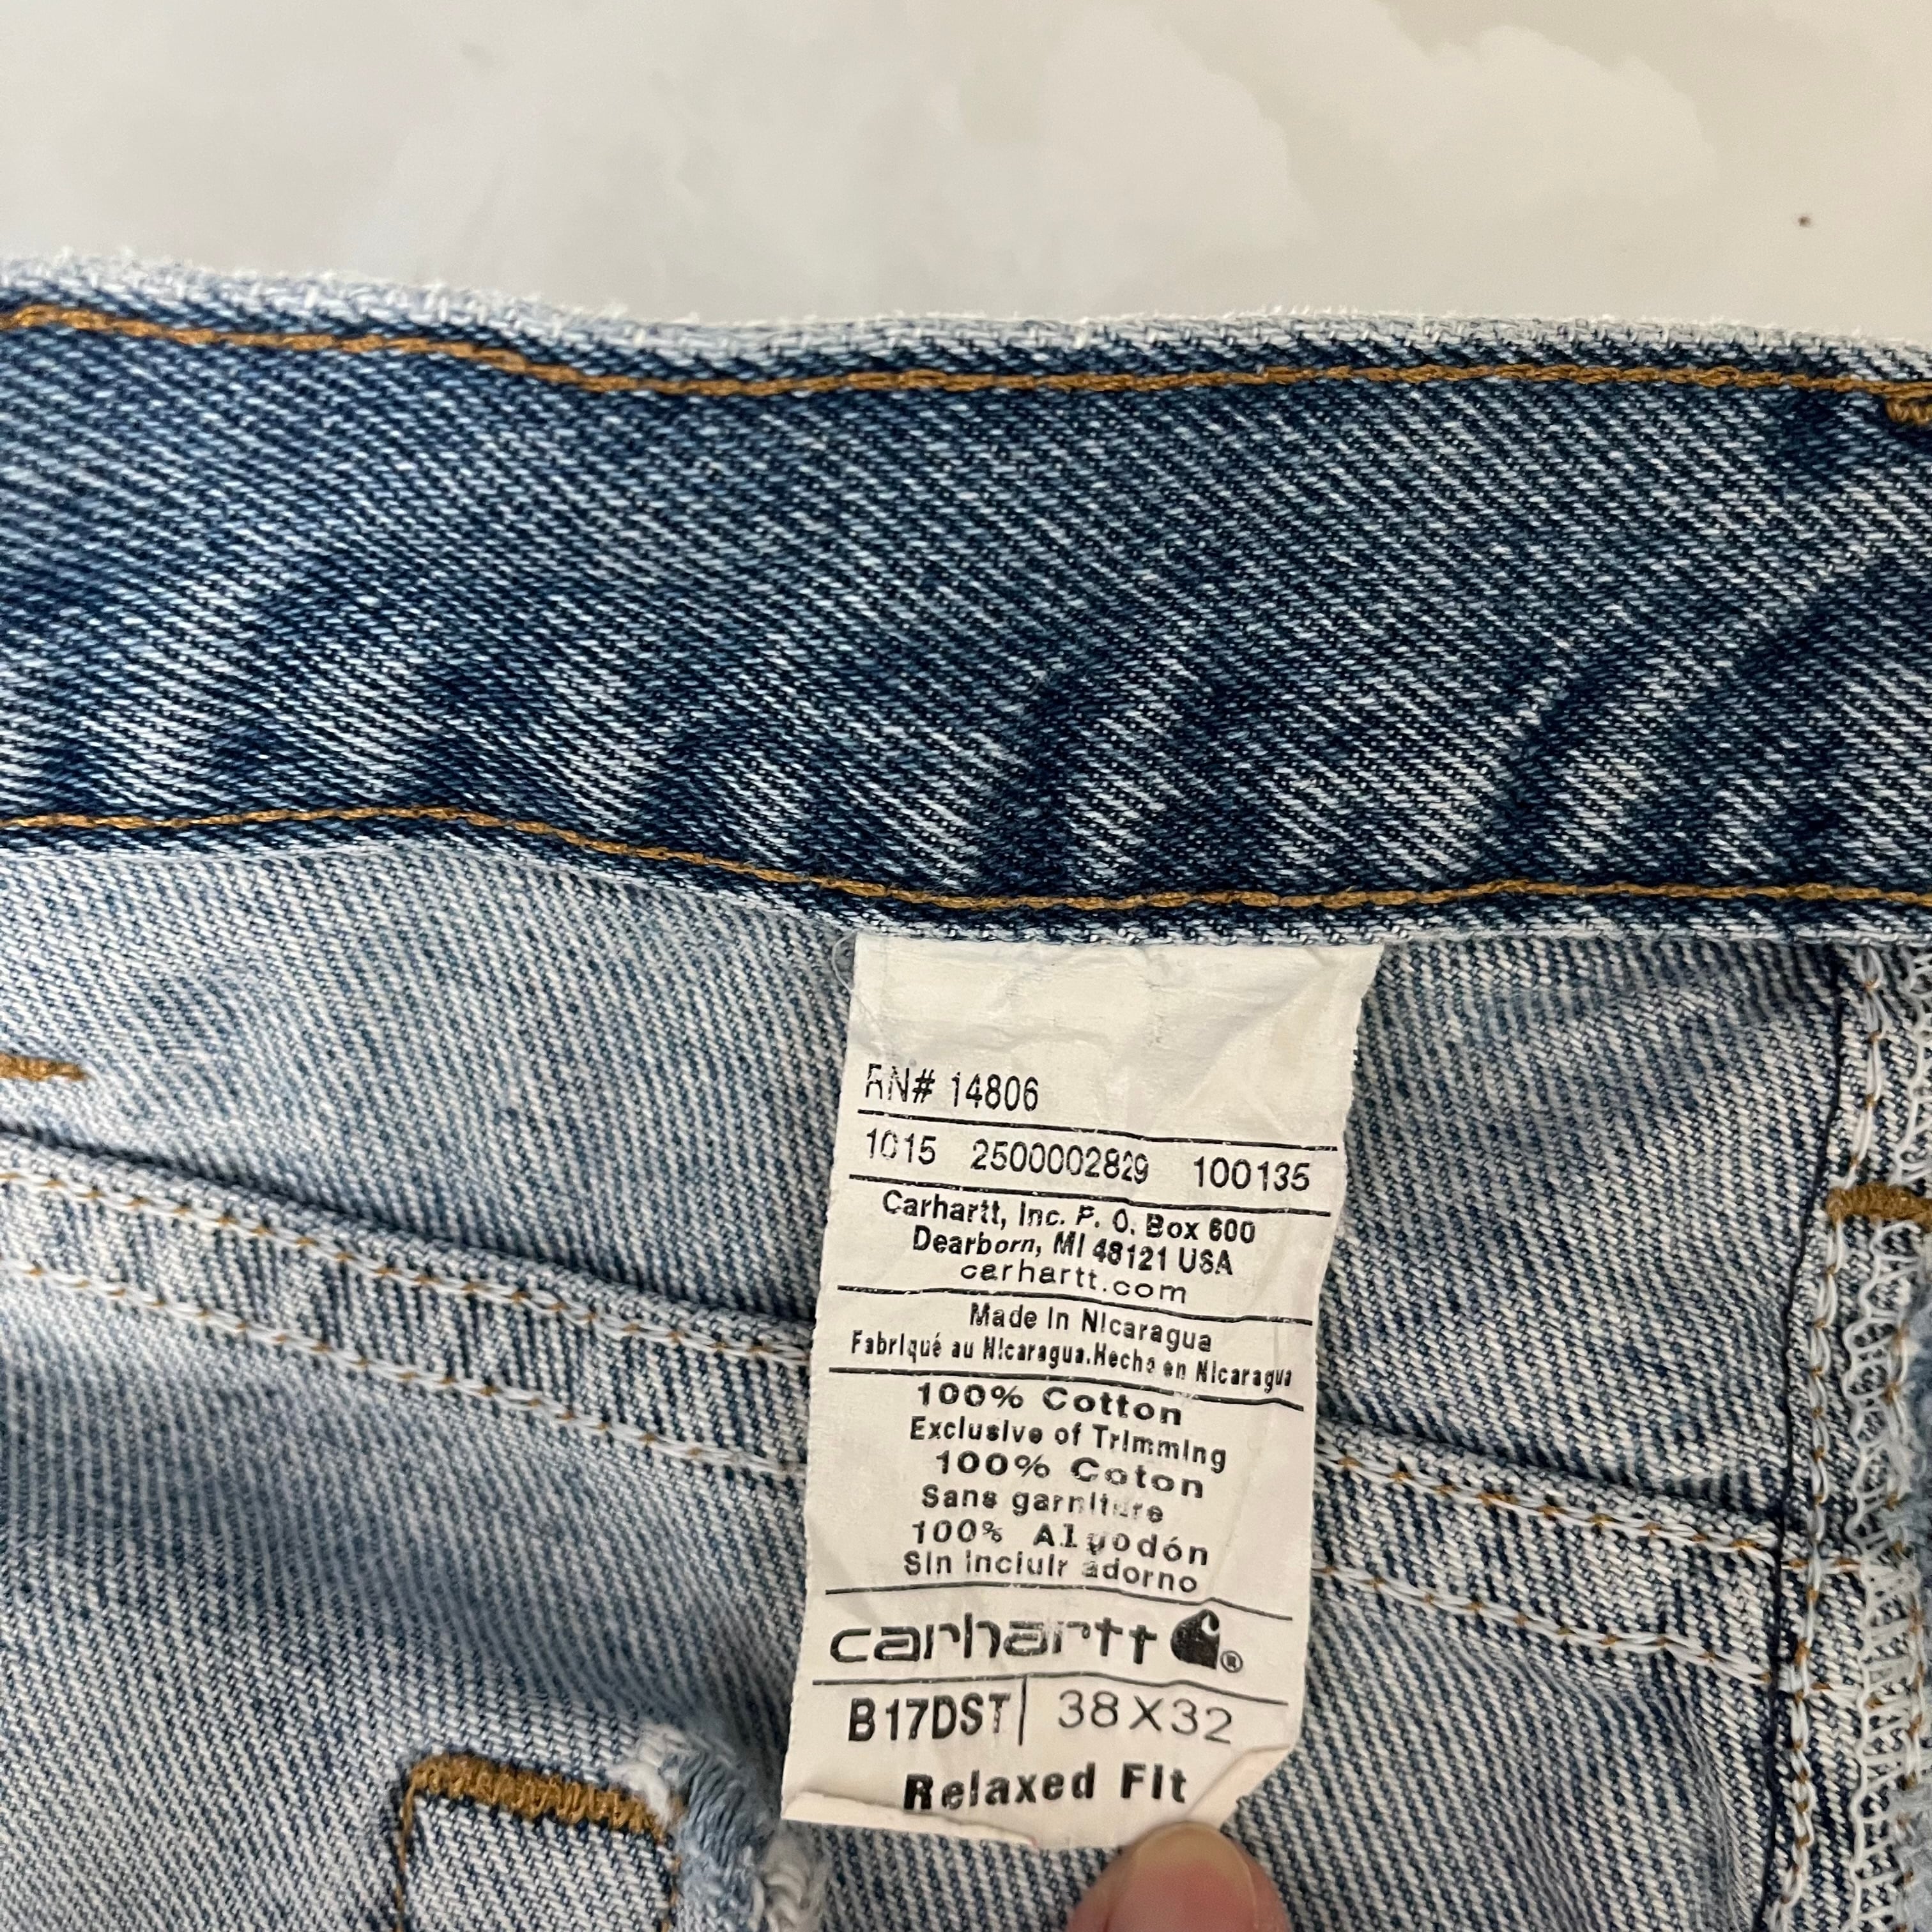 RN# 14806
1015 2500002829 100135
Carhartt, Inc. P. O. Box 600
Dearborn, MI 48121 USA
carhartt.com
Made In Nicaragua
Fabriqué au Nicaragua.Hecho en Nicaragua
100% Cotton
Exclusive of Trimming
100% Coton
Sans garniture
100% Algodón
Sin incluir adorno
carhartt ®
B17DST 38X32
Relaxed Fit